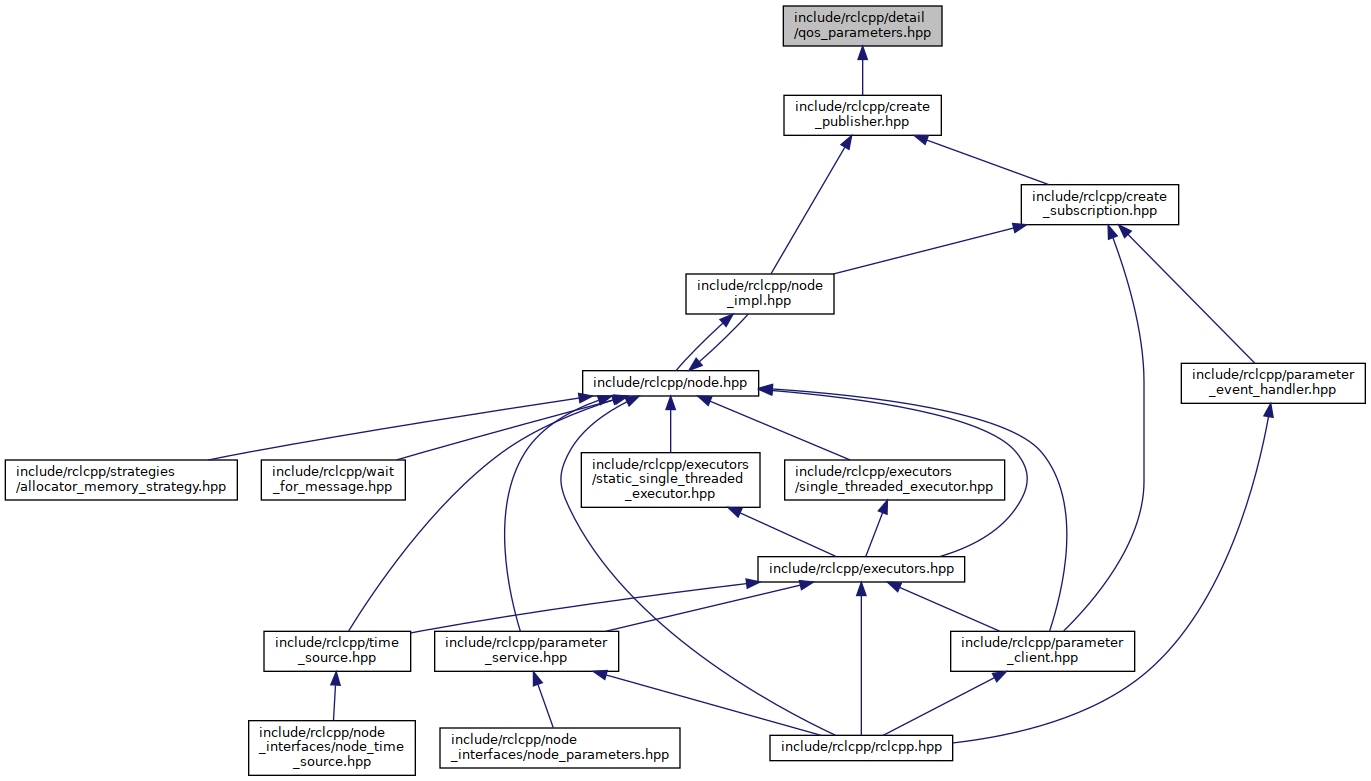 include/rclcpp/detail
/qos_parameters.hpp
include/rclcpp/create
_publisher.hpp
include/rclcpp/create
_subscription.hpp
include/rclcpp/node
_impl.hpp
include/rclcpp/node.hpp
include/rclcpp/parameter
_event_handler.hpp
include/rclcpp/strategies
/allocator_memory_strategy.hpp
include/rclcpp/wait
_for_message.hpp
include/rclcpp/executors
/static_single_threaded
_executor.hpp
include/rclcpp/executors
/single_threaded_executor.hpp
include/rclcpp/executors.hpp
include/rclcpp/time
_source.hpp
include/rclcpp/parameter
_service.hpp
include/rclcpp/parameter
_client.hpp
include/rclcpp/node
_interfaces/node_time
_source.hpp
include/rclcpp/node
_interfaces/node_parameters.hpp
include/rclcpp/rclcpp.hpp